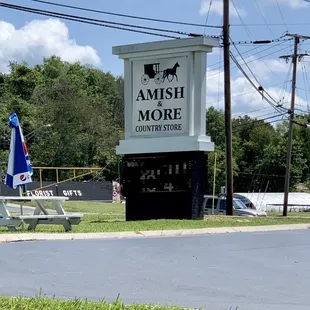 AMISH
&
MORE
COUNTRY STORE
FLORIST GIFTS